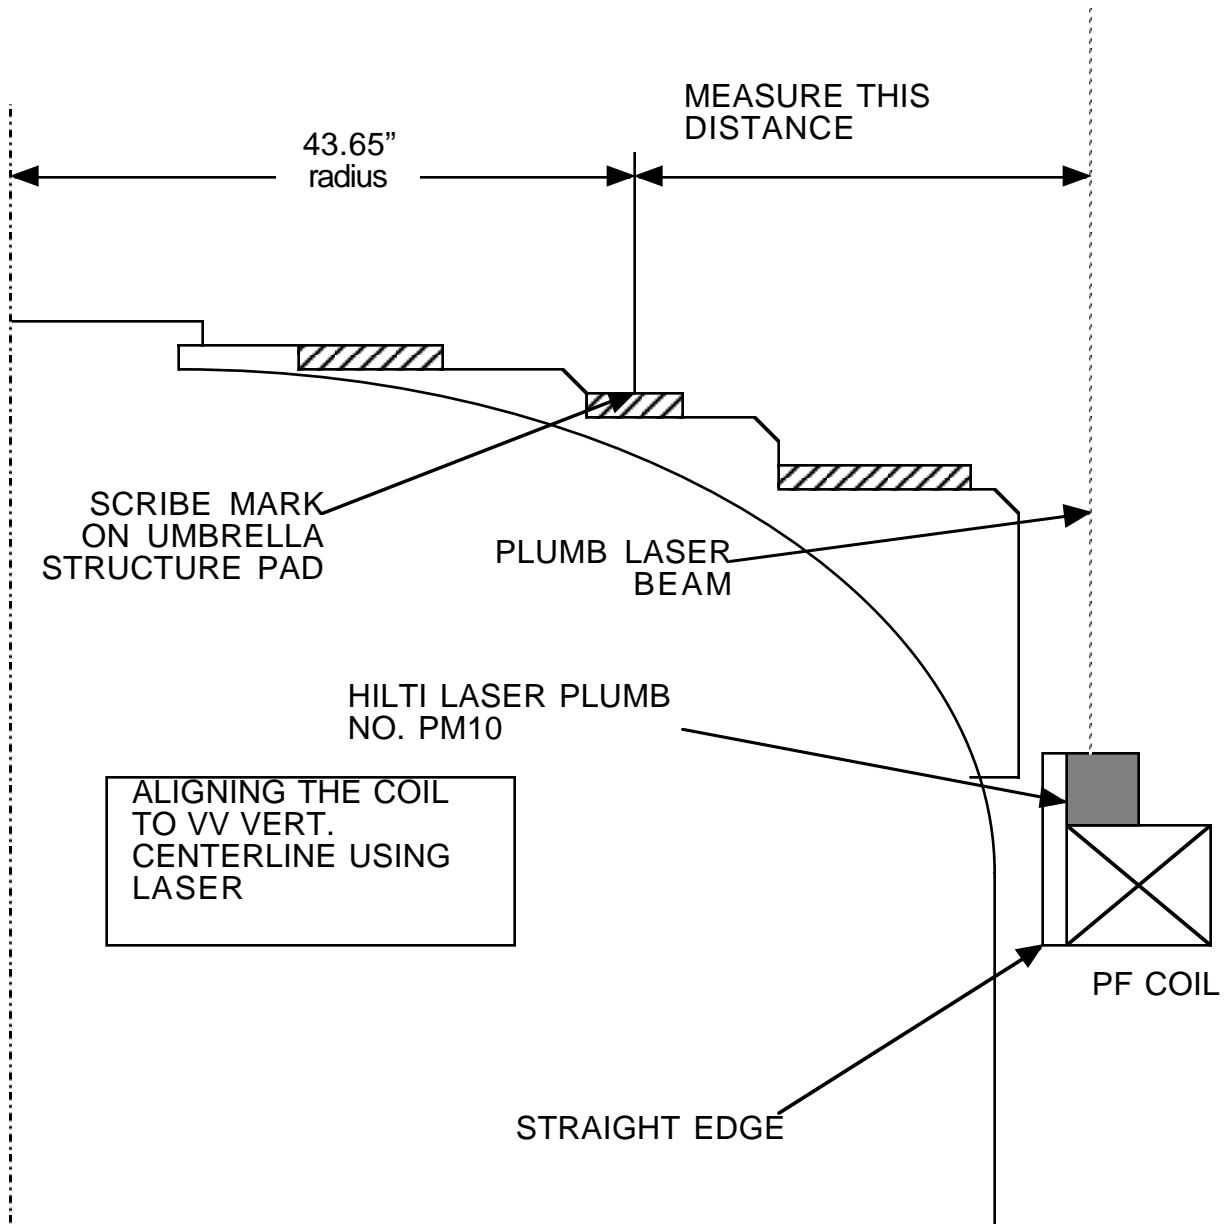 MEASURE THIS
DISTANCE
43.65”
radius
SCRIBE MARK
ON UMBRELLA
STRUCTURE PAD
PLUMB LASER
BEAM
HILTI LASER PLUMB
NO. PM10
ALIGNING THE COIL
TO VV VERT.
CENTERLINE USING
LASER
PF COIL
STRAIGHT EDGE